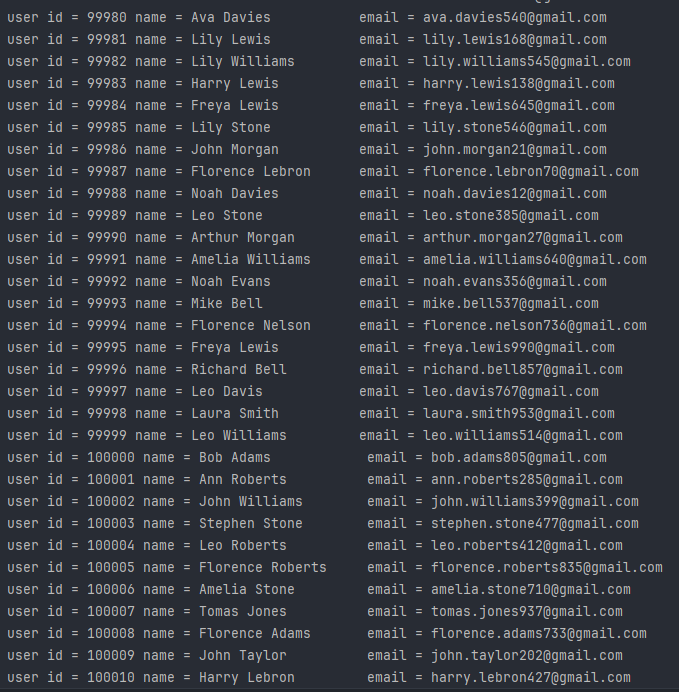 user id = 99980 name = Ava Davies           email = ava.davies540@gmail.com
user id = 99981 name = Lily Lewis           email = lily.lewis168@gmail.com
user id = 99982 name = Lily Williams        email = lily.williams545@gmail.com
user id = 99983 name = Harry Lewis          email = harry.lewis138@gmail.com
user id = 99984 name = Freya Lewis          email = freya.lewis645@gmail.com
user id = 99985 name = Lily Stone           email = lily.stone546@gmail.com
user id = 99986 name = John Morgan          email = john.morgan21@gmail.com
user id = 99987 name = Florence Lebron      email = florence.lebron70@gmail.com
user id = 99988 name = Noah Davies          email = noah.davies12@gmail.com
user id = 99989 name = Leo Stone            email = leo.stone385@gmail.com
user id = 99990 name = Arthur Morgan        email = arthur.morgan27@gmail.com
user id = 99991 name = Amelia Williams      email = amelia.williams640@gmail.com
user id = 99992 name = Noah Evans           email = noah.evans356@gmail.com
user id = 99993 name = Mike Bell            email = mike.bell537@gmail.com
user id = 99994 name = Florence Nelson      email = florence.nelson736@gmail.com
user id = 99995 name = Freya Lewis          email = freya.lewis990@gmail.com
user id = 99996 name = Richard Bell         email = richard.bell857@gmail.com
user id = 99997 name = Leo Davis            email = leo.davis767@gmail.com
user id = 99998 name = Laura Smith          email = laura.smith953@gmail.com
user id = 99999 name = Leo Williams         email = leo.williams514@gmail.com
user id = 100000 name = Bob Adams            email = bob.adams805@gmail.com
user id = 100001 name = Ann Roberts          email = ann.roberts285@gmail.com
user id = 100002 name = John Williams        email = john.williams399@gmail.com
user id = 100003 name = Stephen Stone        email = stephen.stone477@gmail.com
user id = 100004 name = Leo Roberts          email = leo.roberts412@gmail.com
user id = 100005 name = Florence Roberts     email = florence.roberts835@gmail.com
user id = 100006 name = Amelia Stone         email = amelia.stone710@gmail.com
user id = 100007 name = Tomas Jones          email = tomas.jones937@gmail.com
user id = 100008 name = Florence Adams       email = florence.adams733@gmail.com
user id = 100009 name = John Taylor          email = john.taylor202@gmail.com
user id = 100010 name = Harry Lebron         email = harry.lebron427@gmail.com